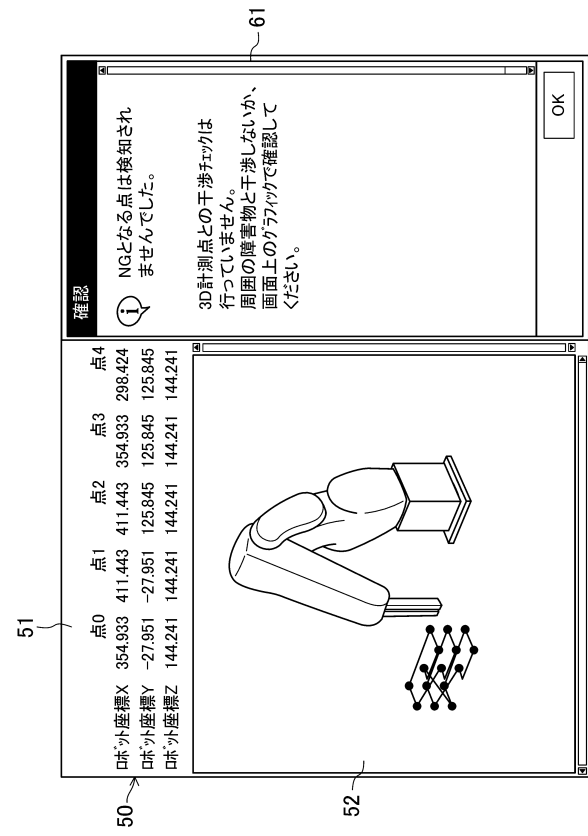 51
点0 点1 点2 点3 点4
ロボット座標X 354.933 411.443 411.443 354.933 298.424
ロボット座標Y -27.951 -27.951 125.845 125.845 125.845
ロボット座標Z 144.241 144.241 144.241 144.241 144.241
50
52
確認
NGとなる点は検知され
ませんでした。
3D計測点との干渉チェックは
行っていません。
周囲の障害物と干渉しないか、
画面上のグラフィックで確認して
ください。
OK
61